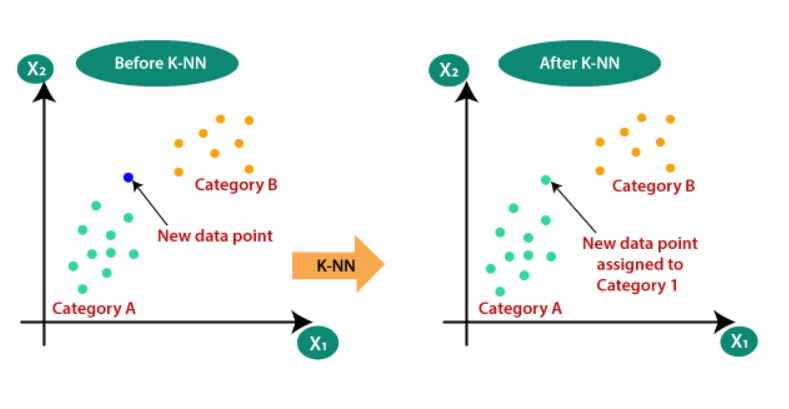 X₂
Before K-NN
Category B
New data point
Category A
X₁
K-NN
X₂
After K-NN
Category B
New data point
assigned to
Category 1
Category A
X₁